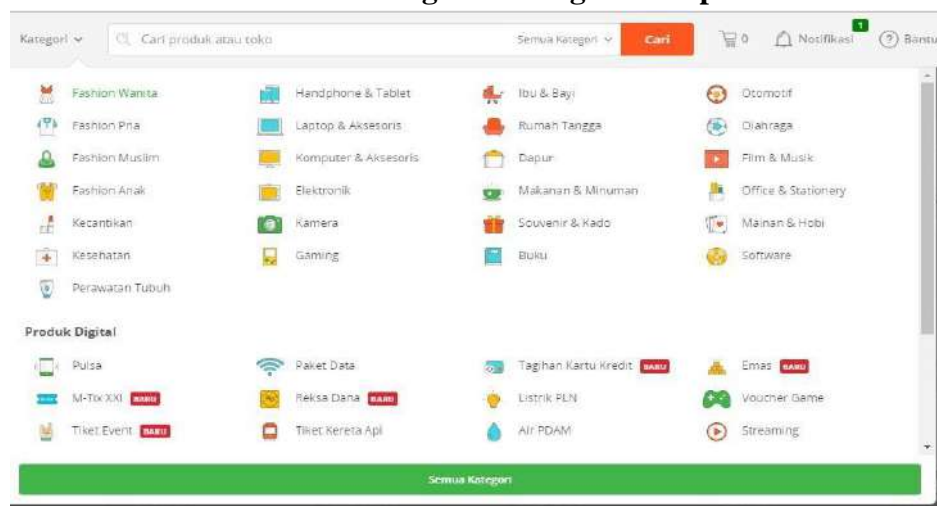 Kategori Cari produk atau toko Semua Kategori Cari 0 Notifikasi 1 Bantu
Fashion Wanita Handphone & Tablet Ibu & Bayi Otomotif
Fashion Pria Laptop & Aksesoris Rumah Tangga Olahraga
Fashion Muslim Komputer & Aksesoris Dapur Film & Musik
Fashion Anak Elektronik Makanan & Minuman Office & Stationery
Kecantikan Kamera Souvenir & Kado Mainan & Hobi
Kesehatan Gaming Buku Software
Perawatan Tubuh
Produk Digital
Pulsa Paket Data Tagihan Kartu Kredit BARU Emas BARU
M-Tix XXI BARU Reksa Dana BARU Listrik PLN Voucher Game
Tiket Event BARU Tiket Kereta Api Air PDAM Streaming
Semua Kategori